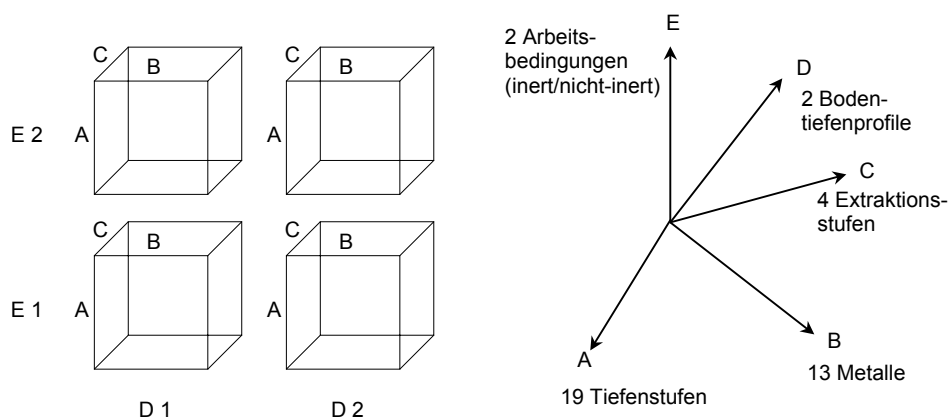 C
B
E 2
A
C
B
A
C
B
E 1
A
C
B
A
D 1
D 2
E
2 Arbeits-
bedingungen
(inert/nicht-inert)
D
2 Boden-
tiefenprofile
C
4 Extraktions-
stufen
B
13 Metalle
A
19 Tiefenstufen